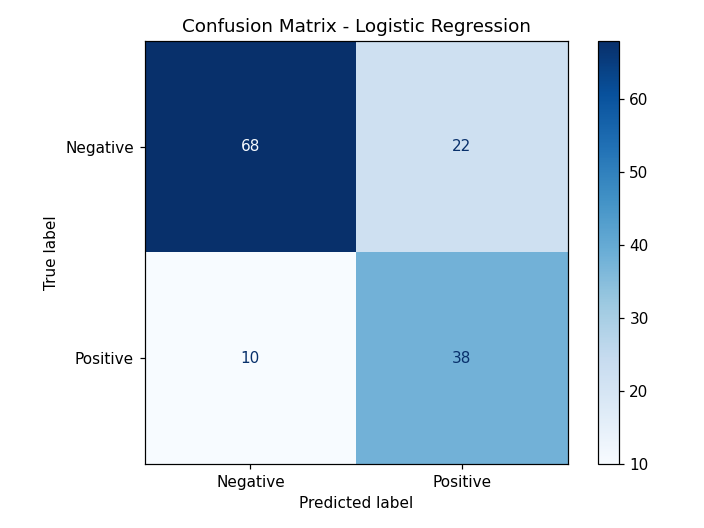 Confusion Matrix - Logistic Regression
True label
Negative
68
22
Positive
10
38
Negative
Positive
Predicted label
60
50
40
30
20
10